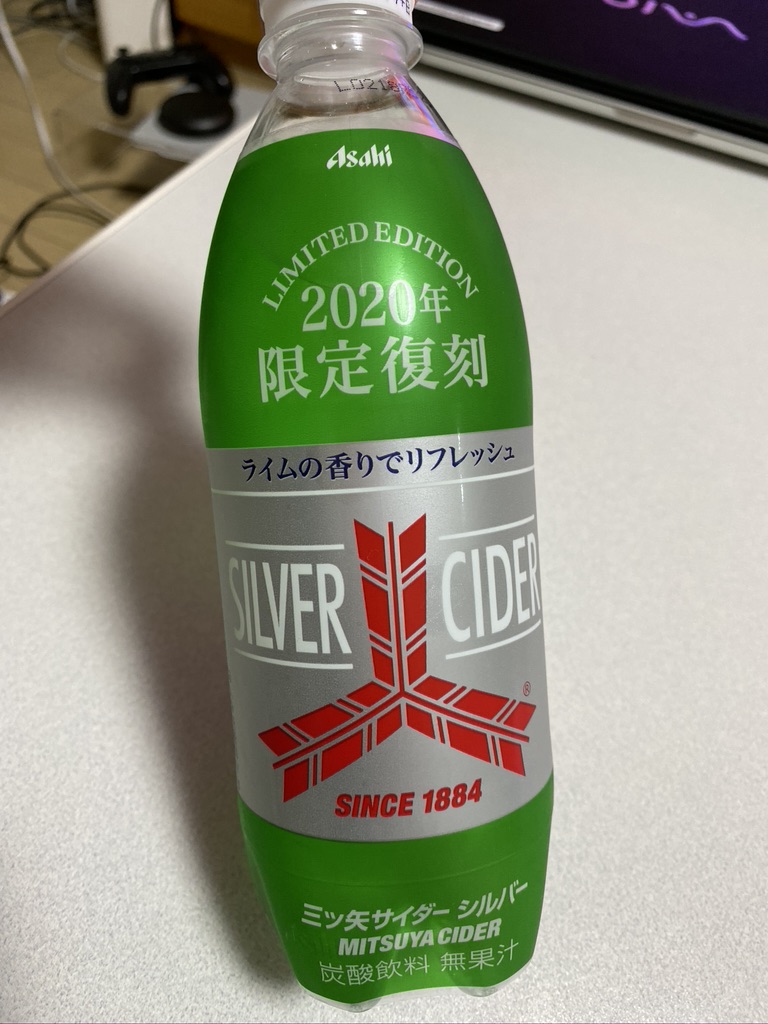 Asahi
LIMITED EDITION
2020年
限定復刻
ライムの香りでリフレッシュ
SILVER CIDER
®
SINCE 1884
三ツ矢サイダー シルバー
MITSUYA CIDER
炭酸飲料 無果汁